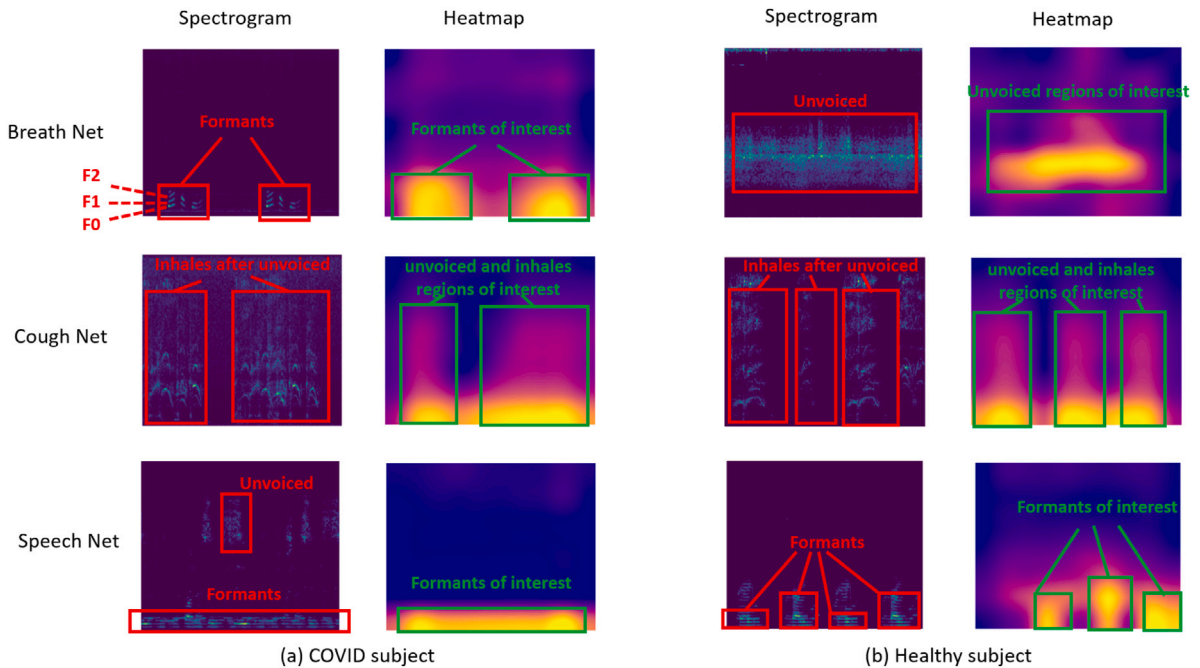 Spectrogram
Heatmap
Spectrogram
Heatmap
Breath Net
Formants
F2
F1
F0
Formants of interest
Unvoiced
Unvoiced regions of interest
Cough Net
Inhales after unvoiced
unvoiced and inhales
regions of interest
Inhales after unvoiced
unvoiced and inhales
regions of interest
Speech Net
Unvoiced
Formants
Formants of interest
Formants
Formants of interest
(a) COVID subject
(b) Healthy subject